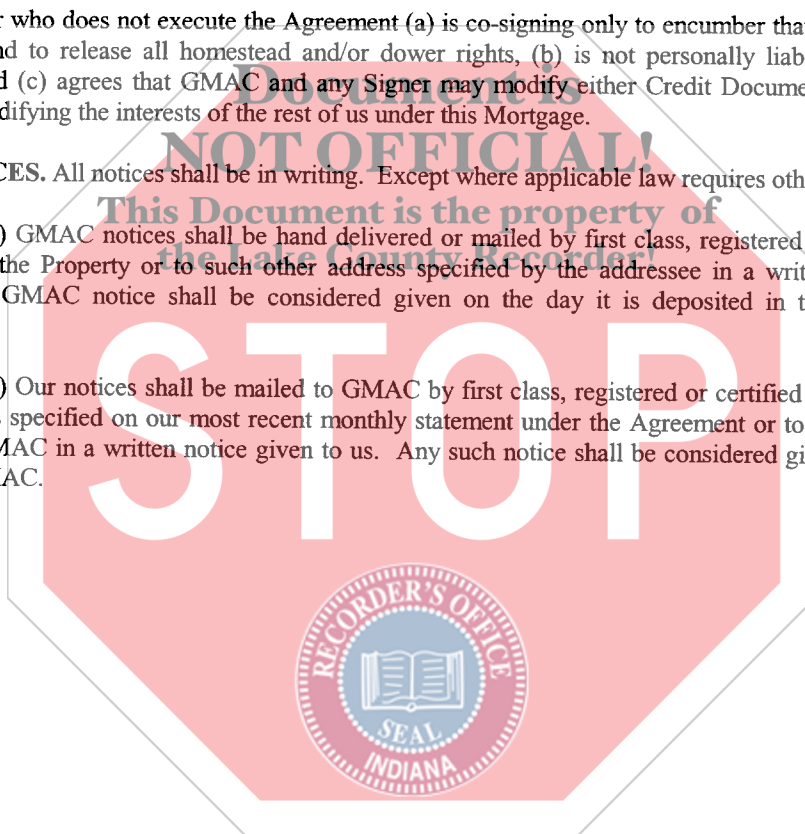 who does not execute the Agreement (a) is co-signing only to encumber tha
nd to release all homestead and/or dower rights, (b) is not personally liab
d (c) agrees that GMAC and any Signer may modify either Credit Docume
Document is
difying the interests of the rest of us under this Mortgage.
NOT OFFICIAL!
CES. All notices shall be in writing. Except where applicable law requires oth
This Document is the property of
) GMAC notices shall be hand delivered or mailed by first class, registered
the Lake County Recorder!
the Property or to such other address specified by the addressee in a writ
GMAC notice shall be considered given on the day it is deposited in t
STOP
) Our notices shall be mailed to GMAC by first class, registered or certified
specified on our most recent monthly statement under the Agreement or to
MAC in a written notice given to us. Any such notice shall be considered gi
AC.
RECORDER'S OFFICE
SEAL
INDIANA